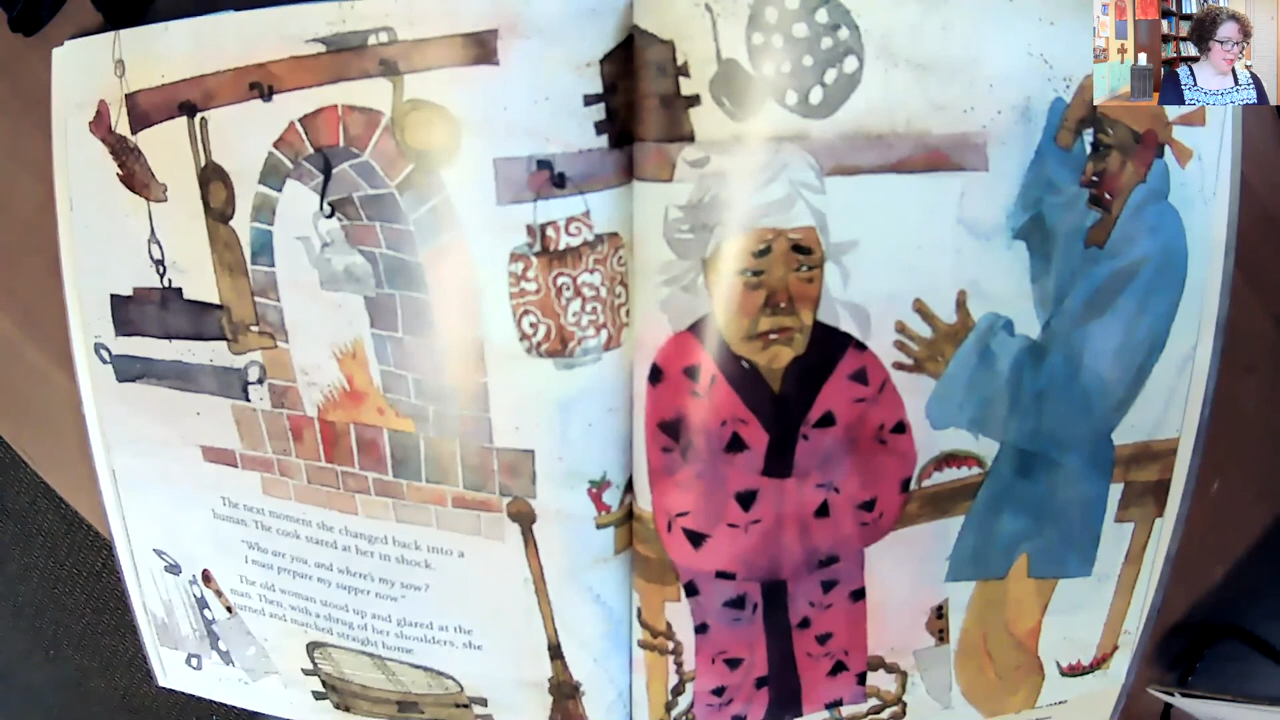 The next moment she changed back into a
human. The cook stared at her in shock.
"Who are you, and where's my sow?
I must prepare my supper now"
The old woman stood up and glared at the
man. Then, with a shrug of her shoulders, she
turned and marched straight home